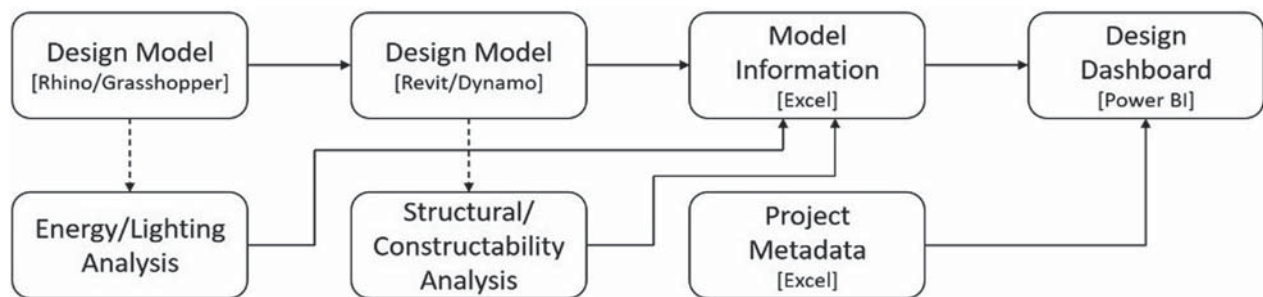 Design Model
[Rhino/Grasshopper]
Design Model
[Revit/Dynamo]
Model
Information
[Excel]
Design
Dashboard
[Power BI]
Energy/Lighting
Analysis
Structural/
Constructability
Analysis
Project
Metadata
[Excel]